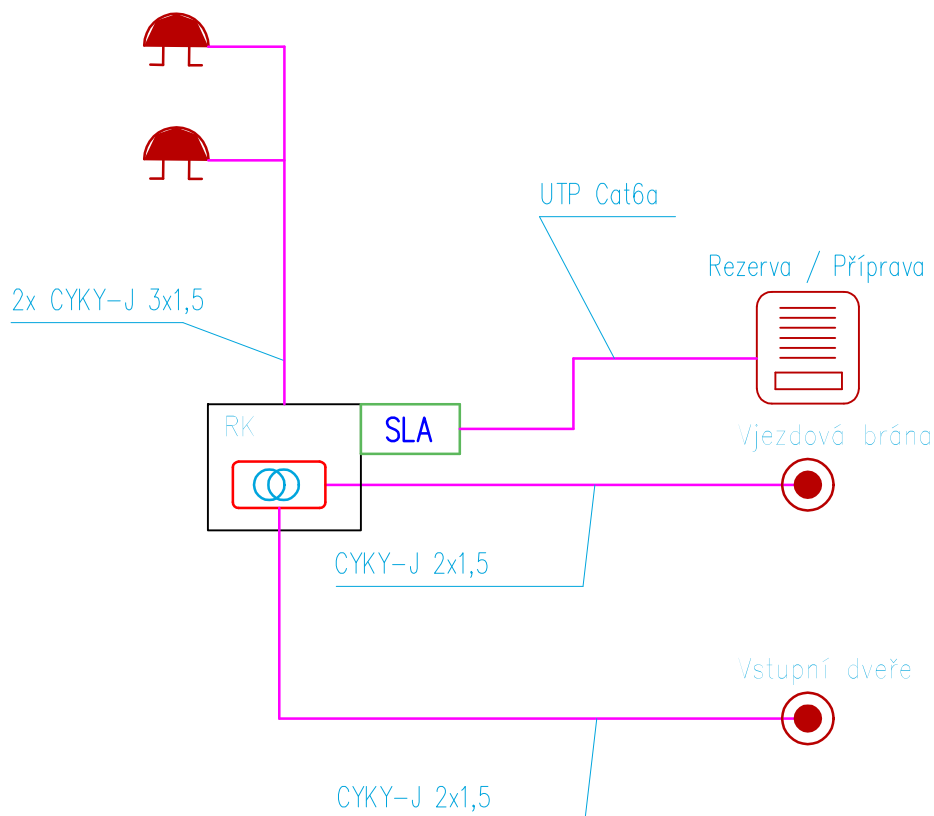 UTP Cat6a
Rezerva / Příprava
2x CYKY-J 3x1,5
RK
SLA
Vjezdová brána
CYKY-J 2x1,5
Vstupní dveře
CYKY-J 2x1,5